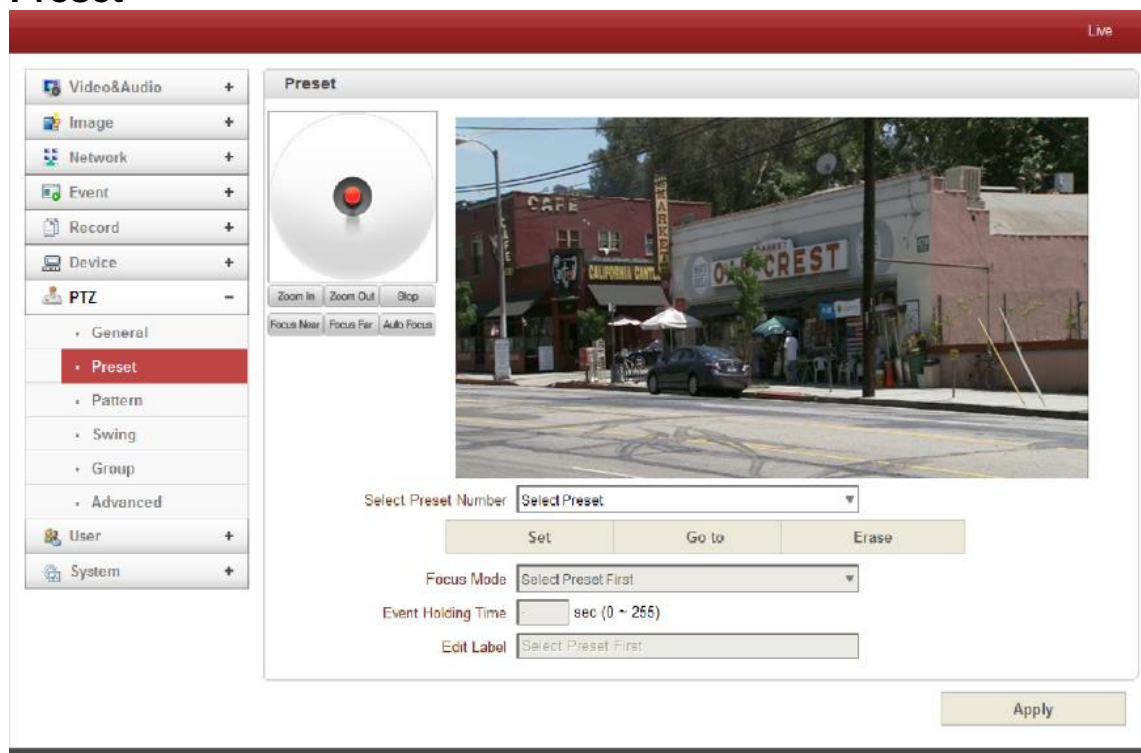 Live
Video&Audio +
Image +
Network +
Event +
Record +
Device +
PTZ -
General
Preset
Pattern
Swing
Group
Advanced
User +
System +
Preset
Zoom In Zoom Out Stop
Focus Near Focus Far Auto Focus
CAFE
MARKET
CAFE
CALIFORNIA
MARKET
CREST
Select Preset Number Select Preset
Set Go to Erase
Focus Mode Select Preset First
Event Holding Time - sec (0 ~ 255)
Edit Label Select Preset First
Apply